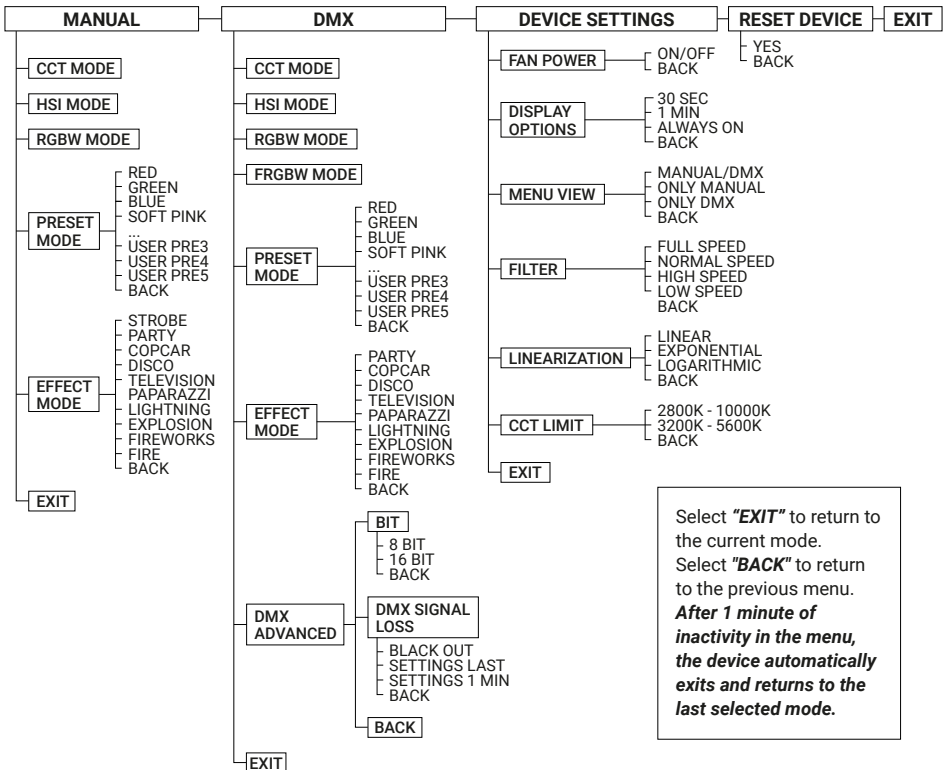 MANUAL
CCT MODE
HSI MODE
RGBW MODE
PRESET
MODE
RED
GREEN
BLUE
SOFT PINK
...
USER PRE3
USER PRE4
USER PRE5
BACK
EFFECT
MODE
STROBE
PARTY
COPCAR
DISCO
TELEVISION
PAPARAZZI
LIGHTNING
EXPLOSION
FIREWORKS
FIRE
BACK
EXIT
DMX
CCT MODE
HSI MODE
RGBW MODE
FRGBW MODE
PRESET
MODE
RED
GREEN
BLUE
SOFT PINK
...
USER PRE3
USER PRE4
USER PRE5
BACK
EFFECT
MODE
PARTY
COPCAR
DISCO
TELEVISION
PAPARAZZI
LIGHTNING
EXPLOSION
FIREWORKS
FIRE
BACK
DMX
ADVANCED
BIT
8 BIT
16 BIT
BACK
DMX SIGNAL
LOSS
BLACK OUT
SETTINGS LAST
SETTINGS 1 MIN
BACK
BACK
EXIT
DEVICE SETTINGS
FAN POWER
ON/OFF
BACK
DISPLAY
OPTIONS
30 SEC
1 MIN
ALWAYS ON
BACK
MENU VIEW
MANUAL/DMX
ONLY MANUAL
ONLY DMX
BACK
FILTER
FULL SPEED
NORMAL SPEED
HIGH SPEED
LOW SPEED
BACK
LINEARIZATION
LINEAR
EXPONENTIAL
LOGARITHMIC
BACK
CCT LIMIT
2800K - 10000K
3200K - 5600K
BACK
EXIT
RESET DEVICE
YES
BACK
EXIT
Select “EXIT” to return to
the current mode.
Select "BACK" to return
to the previous menu.
After 1 minute of
inactivity in the menu,
the device automatically
exits and returns to the
last selected mode.